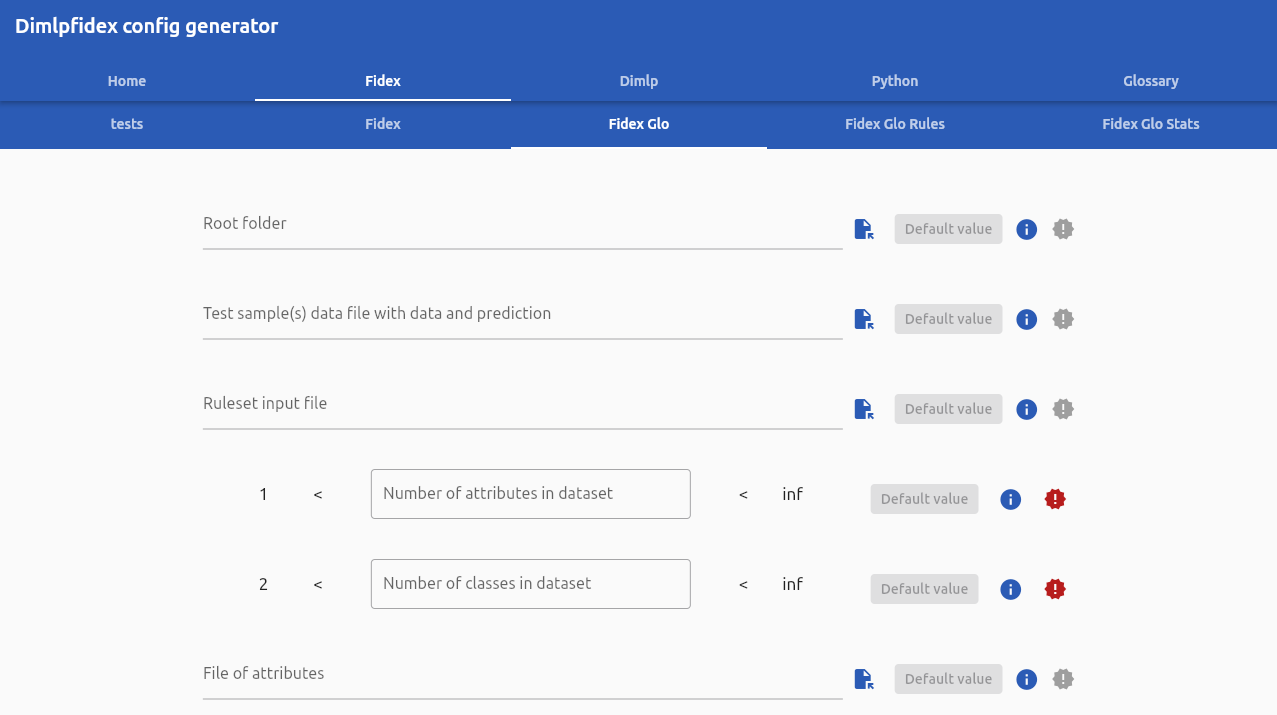 Dimlpfidex config generator
Home Fidex Dimlp Python Glossary
tests Fidex Fidex Glo Fidex Glo Rules Fidex Glo Stats
Root folder Default value
Test sample(s) data file with data and prediction Default value
Ruleset input file Default value
1 < Number of attributes in dataset < inf Default value
2 < Number of classes in dataset < inf Default value
File of attributes Default value